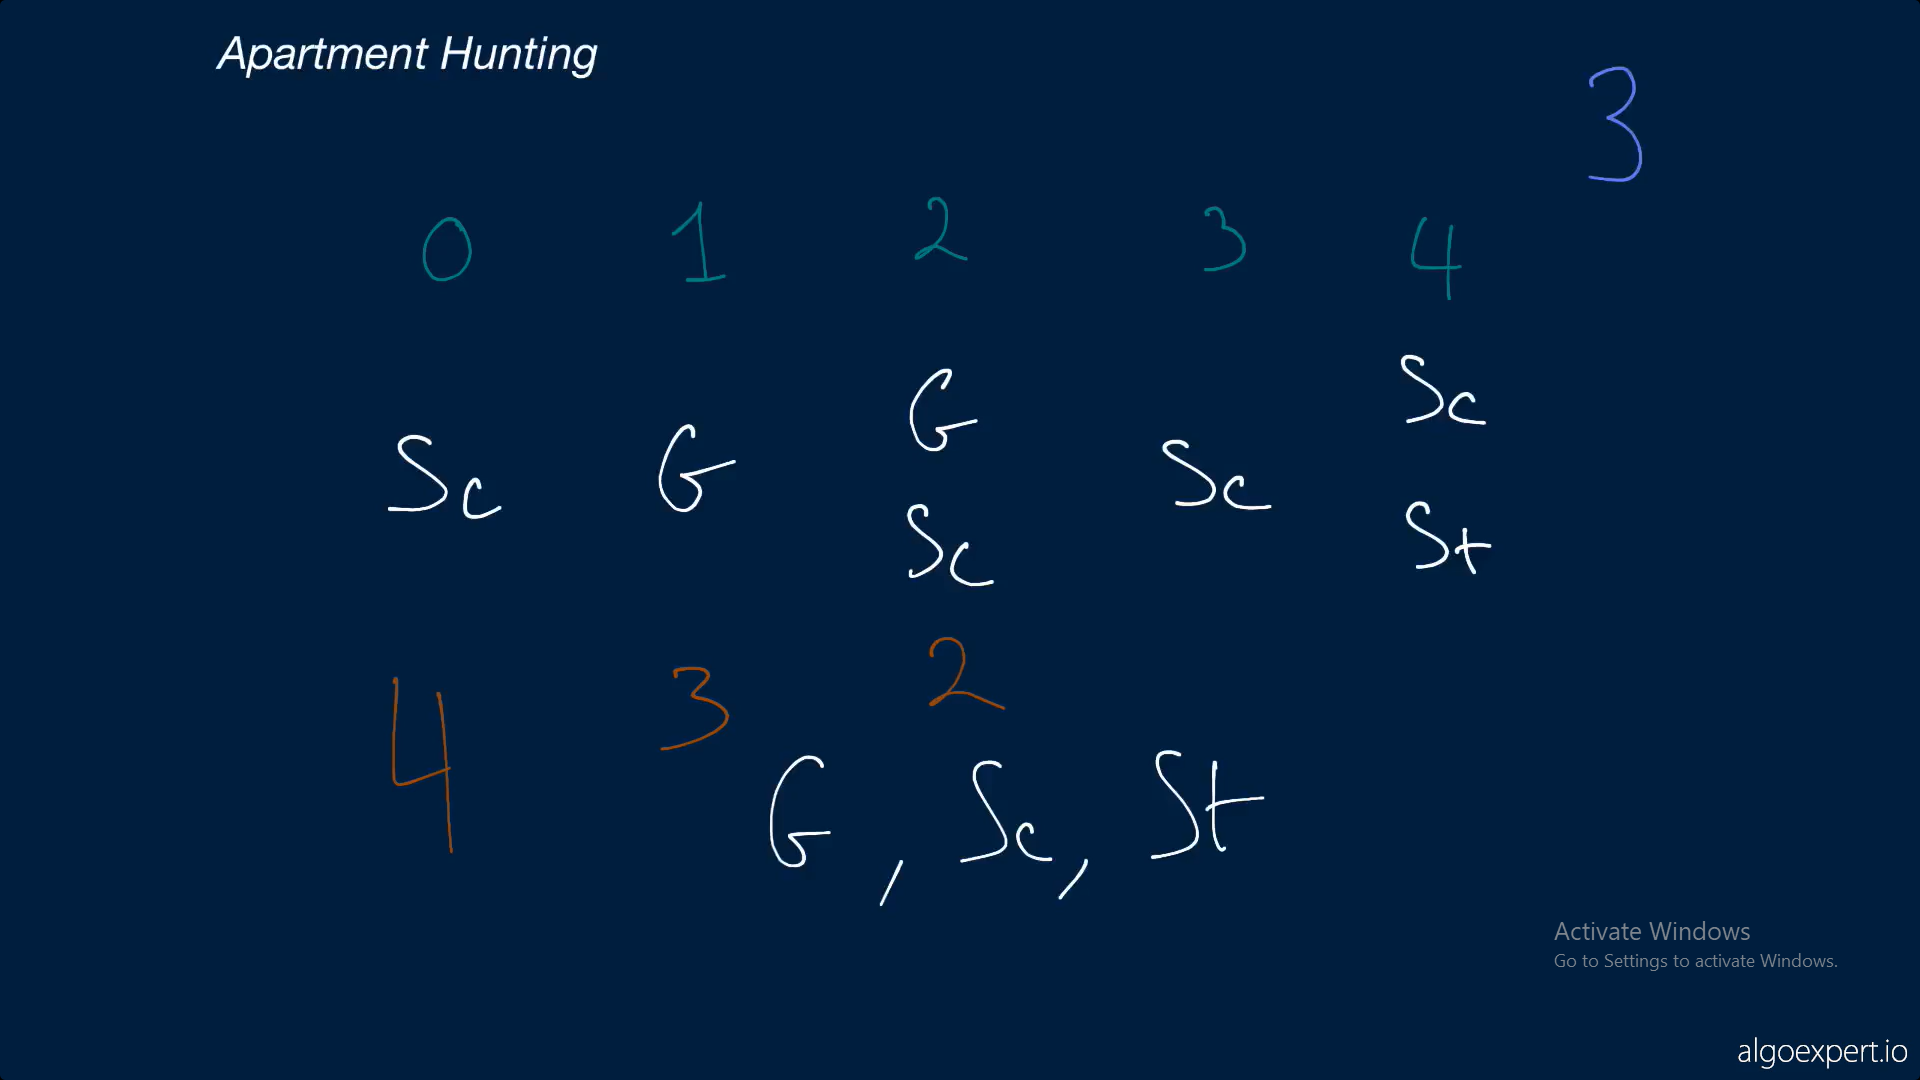 Apartment Hunting
3
0 1 2 3 4
G Sc
Sc G Sc
Sc St
4 3 2
G, Sc, St
Activate Windows
Go to Settings to activate Windows.
algoexpert.io